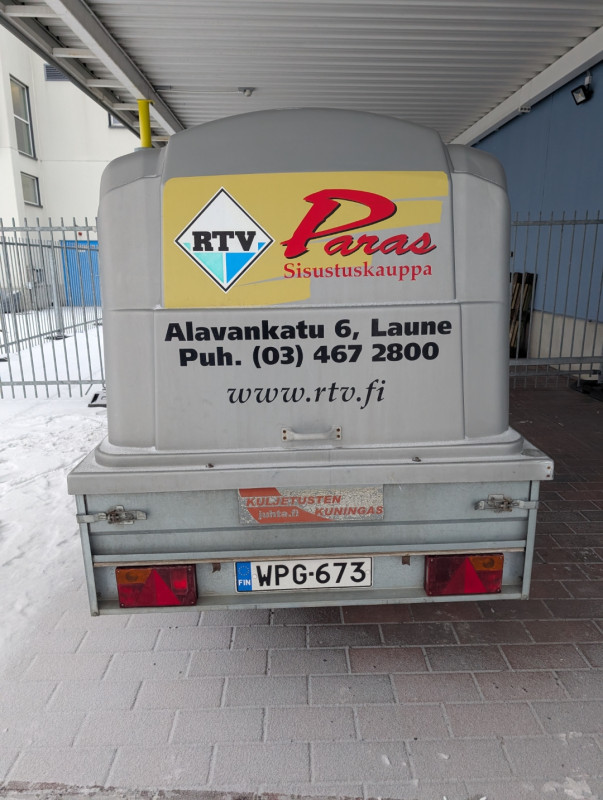 RTV
Paras
Sisustuskauppa
Alavankatu 6, Laune
Puh. (03) 467 2800
www.rtv.fi
KULJETUSTEN
juhta.fi KUNINGAS
FIN WPG-673